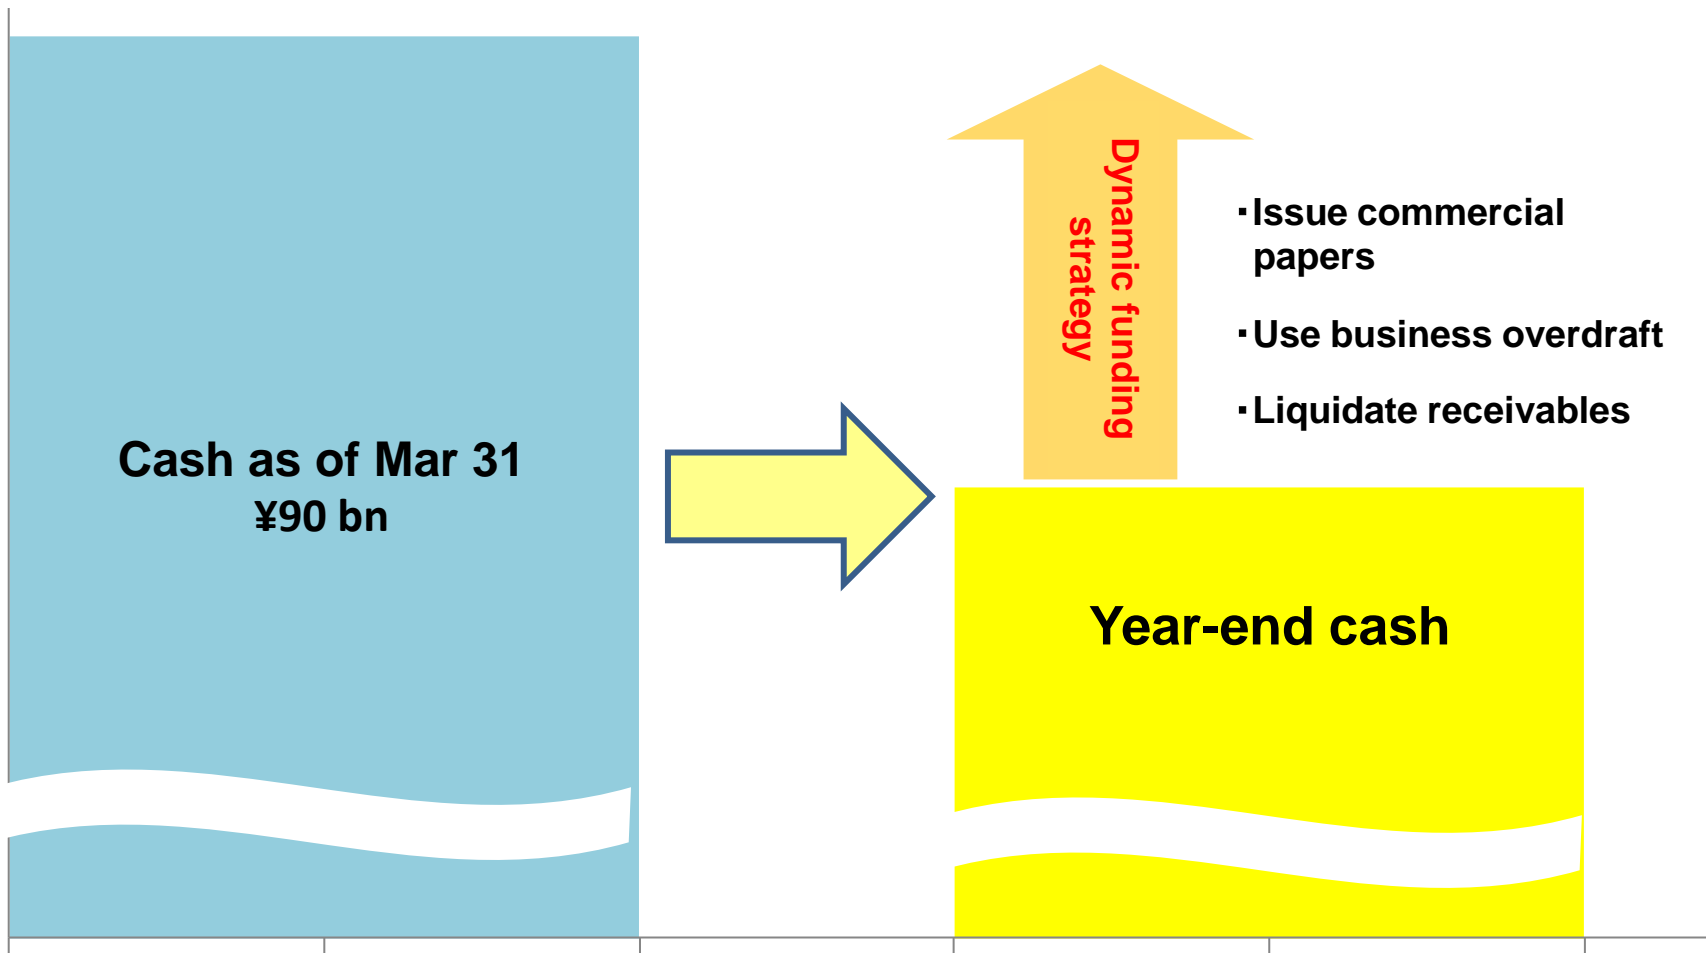 Cash as of Mar 31
¥90 bn
Dynamic funding
strategy
・Issue commercial
papers
・Use business overdraft
・Liquidate receivables
Year-end cash